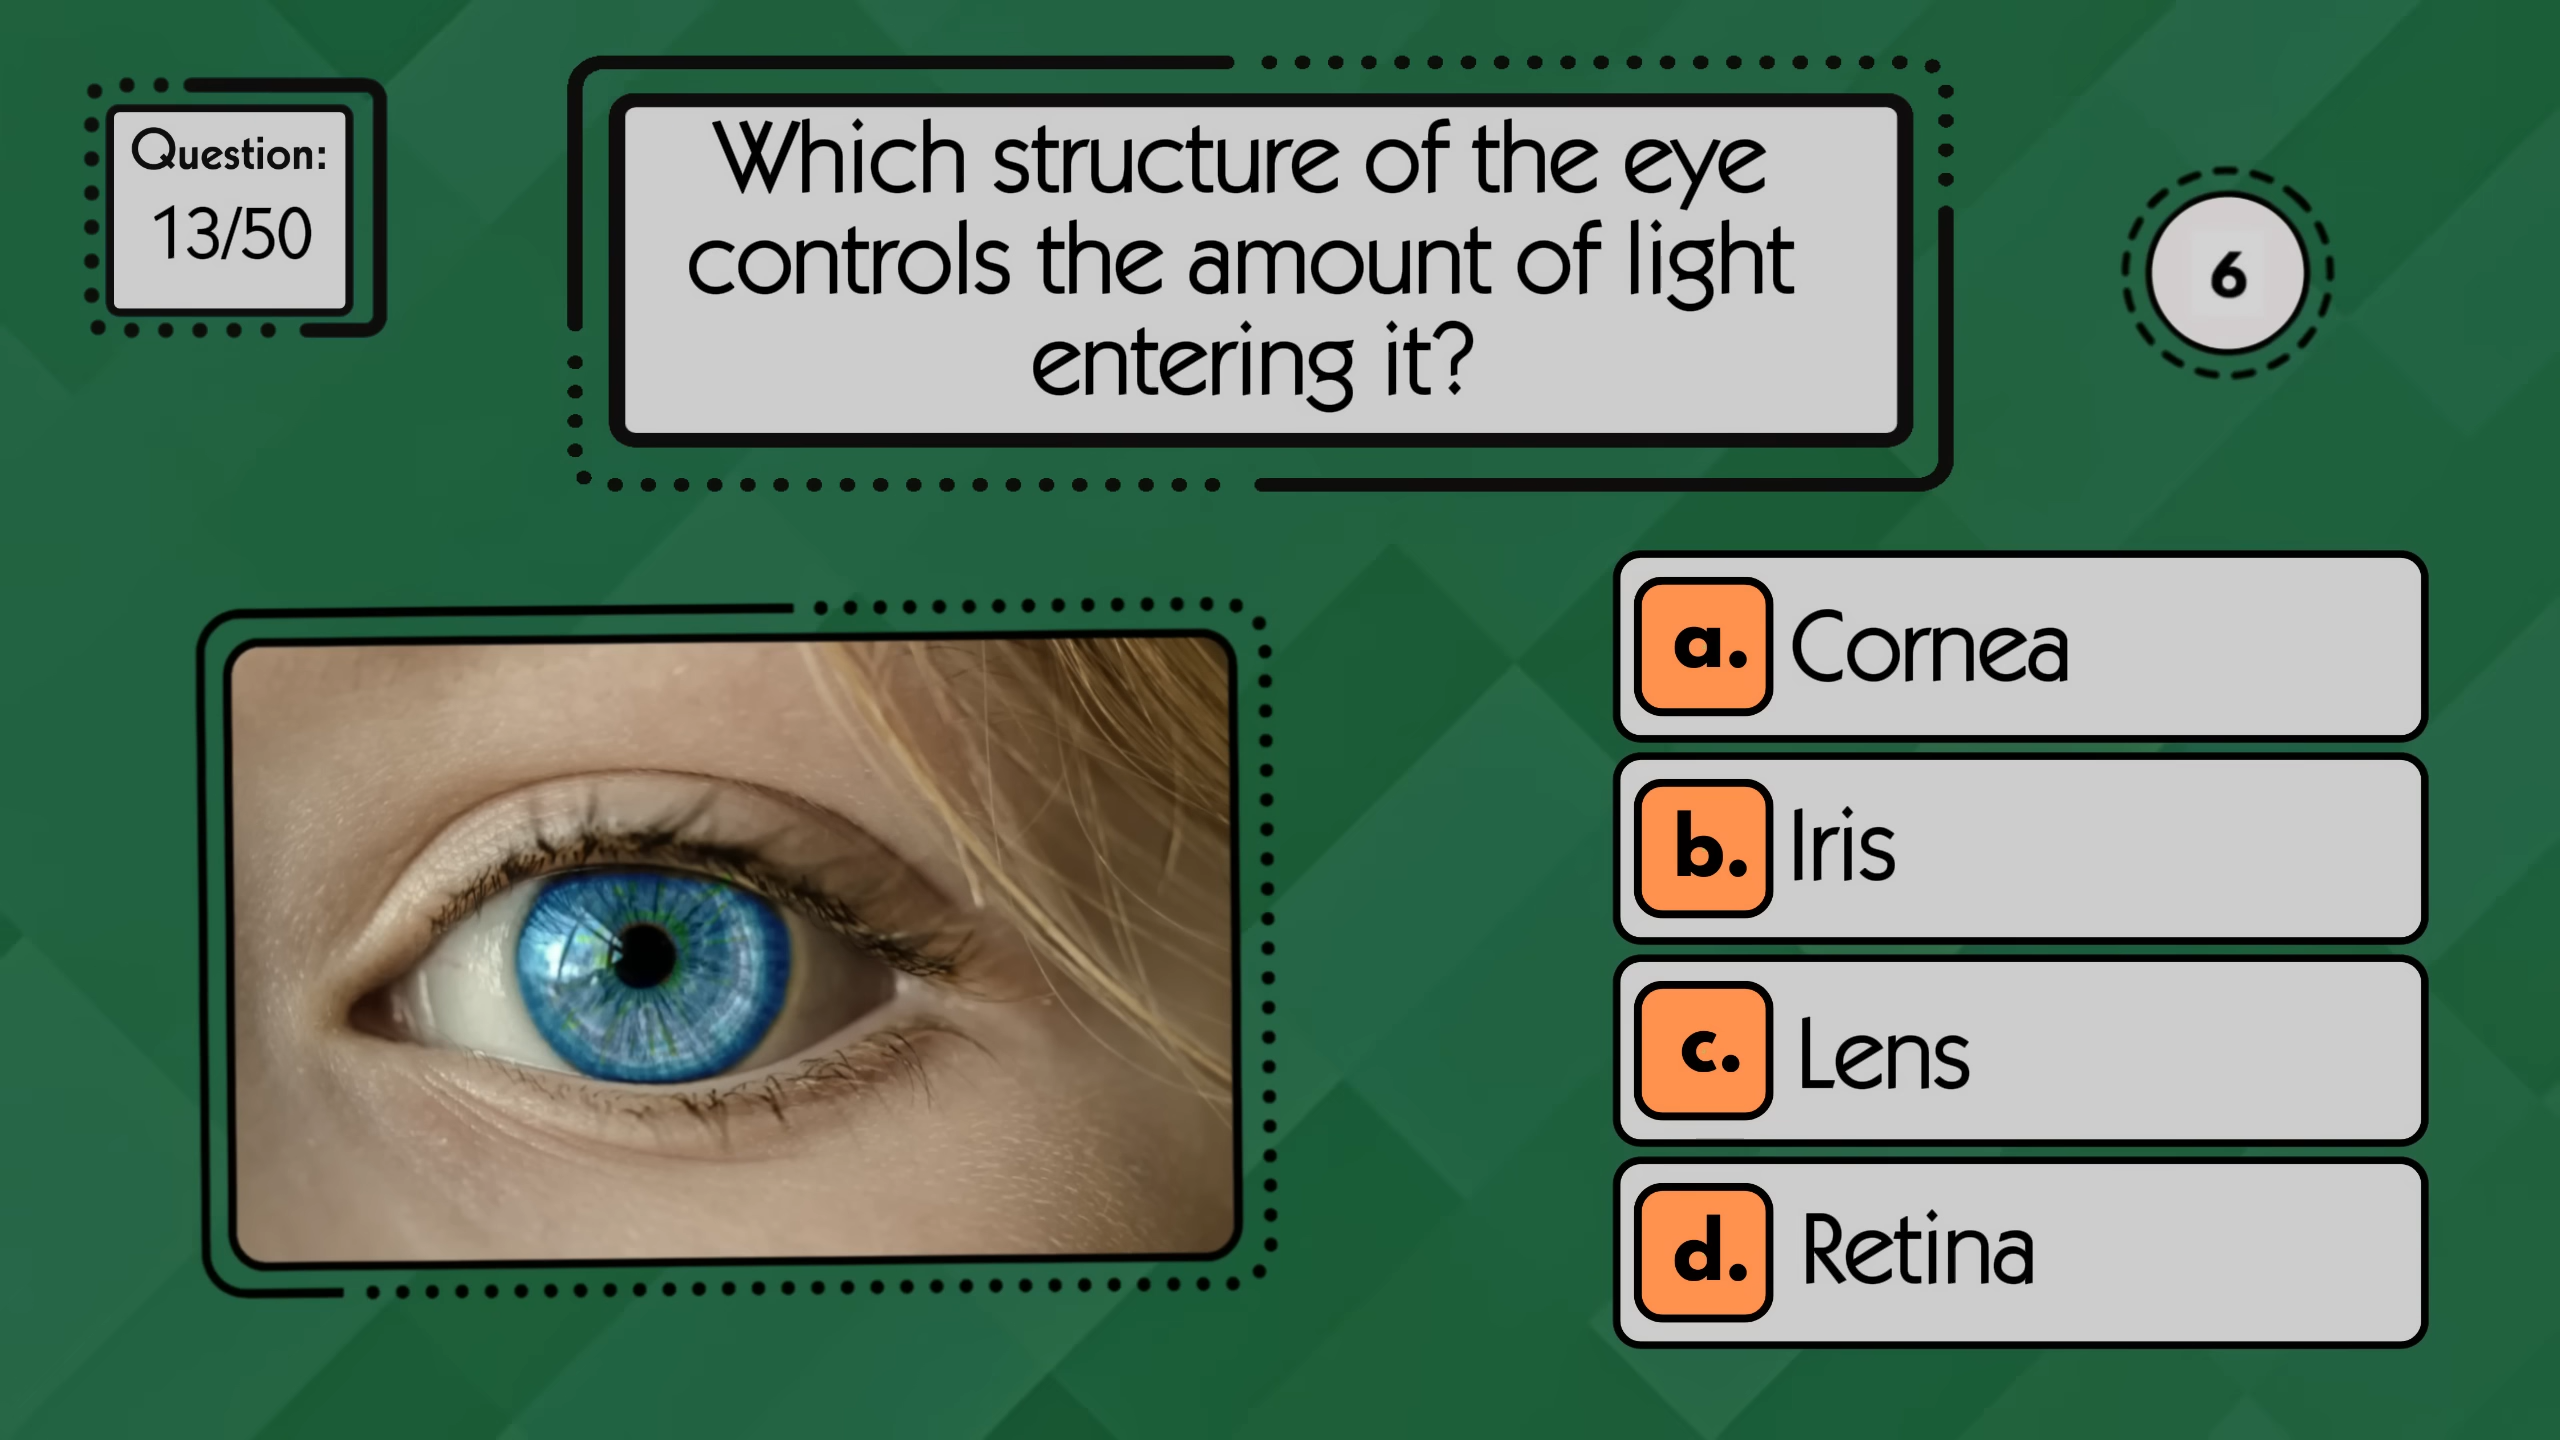 Question:
13/50
Which structure of the eye
controls the amount of light
entering it?
6
a. Cornea
b. Iris
c. Lens
d. Retina